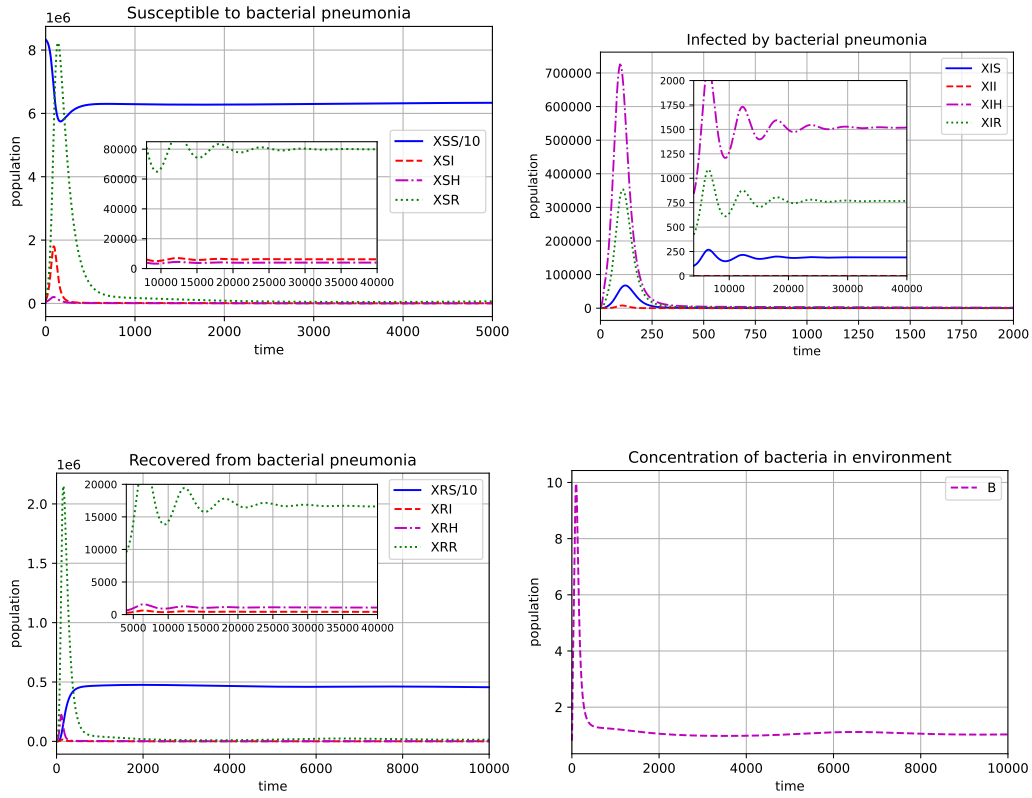 Susceptible to bacterial pneumonia
1e6
8
6
4
2
0
population
XSS/10
XSI
XSH
XSR
80000
60000
40000
20000
0
10000 15000 20000 25000 30000 35000 40000
0 1000 2000 3000 4000 5000
time
Infected by bacterial pneumonia
700000
600000
500000
400000
300000
200000
100000
0
population
XIS
XII
XIH
XIR
2000
1750
1500
1250
1000
750
500
250
0
10000 20000 30000 40000
0 250 500 750 1000 1250 1500 1750 2000
time
Recovered from bacterial pneumonia
1e6
2.0
1.5
1.0
0.5
0.0
population
XRS/10
XRI
XRH
XRR
20000
15000
10000
5000
0
5000 10000 15000 20000 25000 30000 35000 40000
0 2000 4000 6000 8000 10000
time
Concentration of bacteria in environment
10
8
6
4
2
population
B
0 2000 4000 6000 8000 10000
time